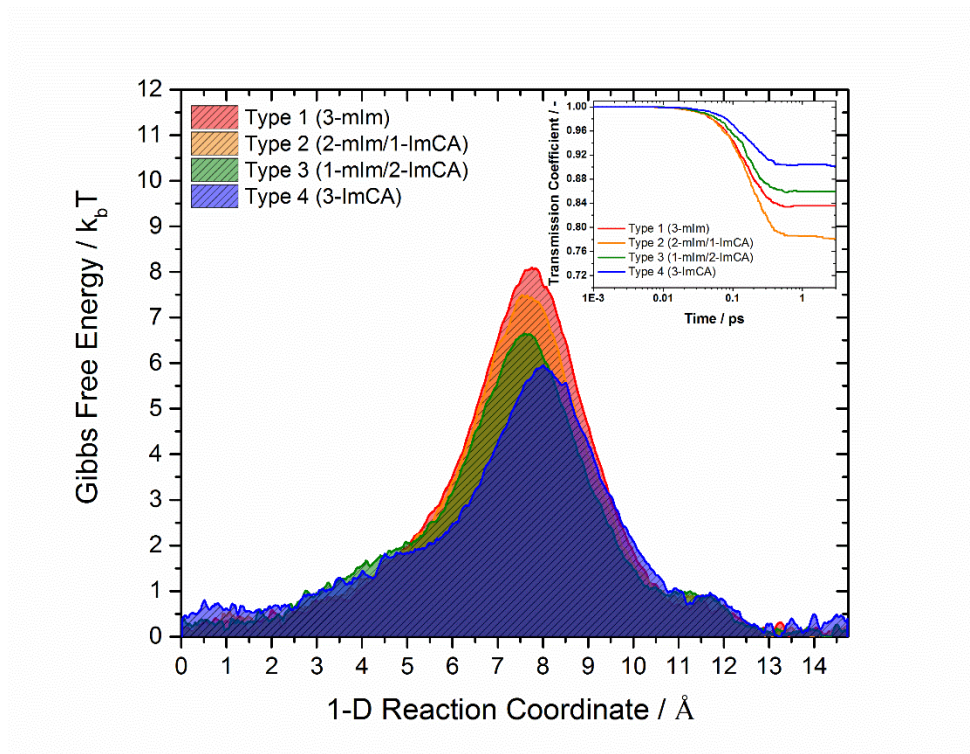 12
11
10
9
8
7
6
5
4
3
2
1
0
Gibbs Free Energy / k_bT
Type 1 (3-mIm)
Type 2 (2-mIm/1-ImCA)
Type 3 (1-mIm/2-ImCA)
Type 4 (3-ImCA)
1.00
0.96
0.92
0.88
0.84
0.80
0.76
0.72
Transmission Coefficient / -
Type 1 (3-mIm)
Type 2 (2-mIm/1-ImCA)
Type 3 (1-mIm/2-ImCA)
Type 4 (3-ImCA)
1E-3 0.01 0.1 1
Time / ps
0 1 2 3 4 5 6 7 8 9 10 11 12 13 14
1-D Reaction Coordinate / Å